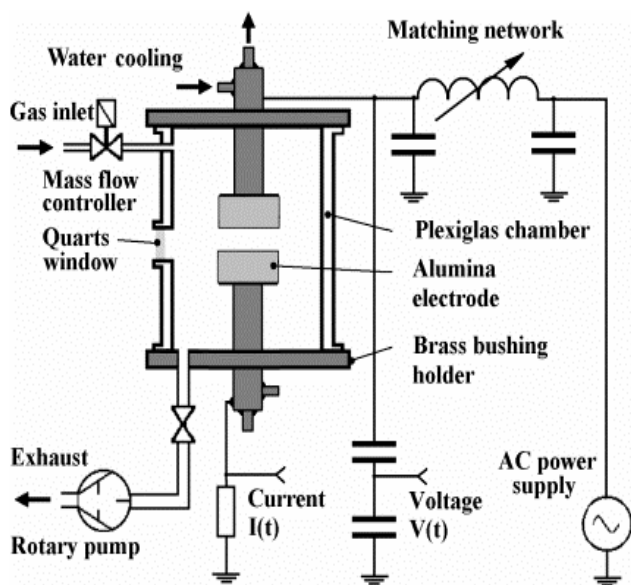 Matching network
Water cooling
Gas inlet
Mass flow
controller
Quarts
window
Plexiglas chamber
Alumina
electrode
Brass bushing
holder
Exhaust
Rotary pump
Current
I(t)
Voltage
V(t)
AC power
supply